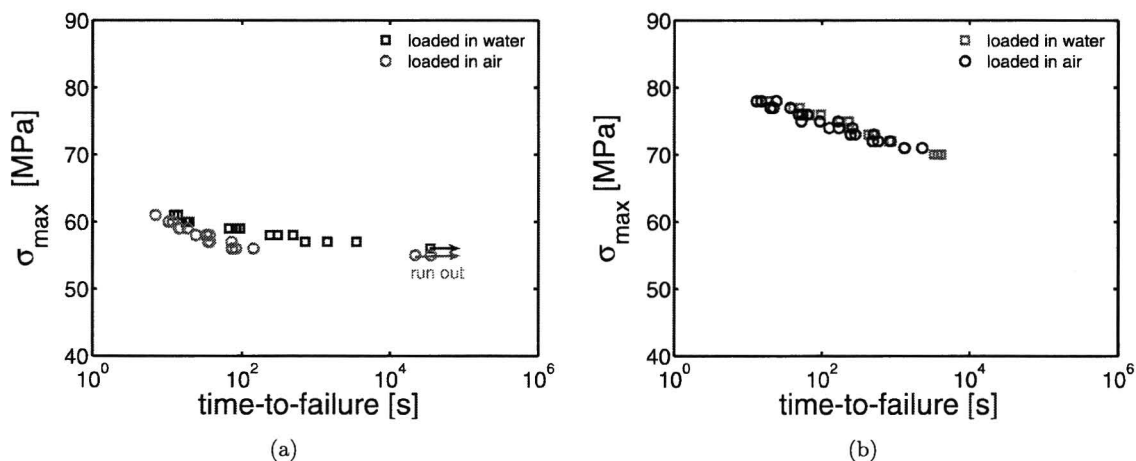 90
80
70
60
50
40
σmax [MPa]
loaded in water
loaded in air
run out
10^0
10^2
10^4
10^6
time-to-failure [s]
(a)
90
80
70
60
50
40
σmax [MPa]
loaded in water
loaded in air
10^0
10^2
10^4
10^6
time-to-failure [s]
(b)